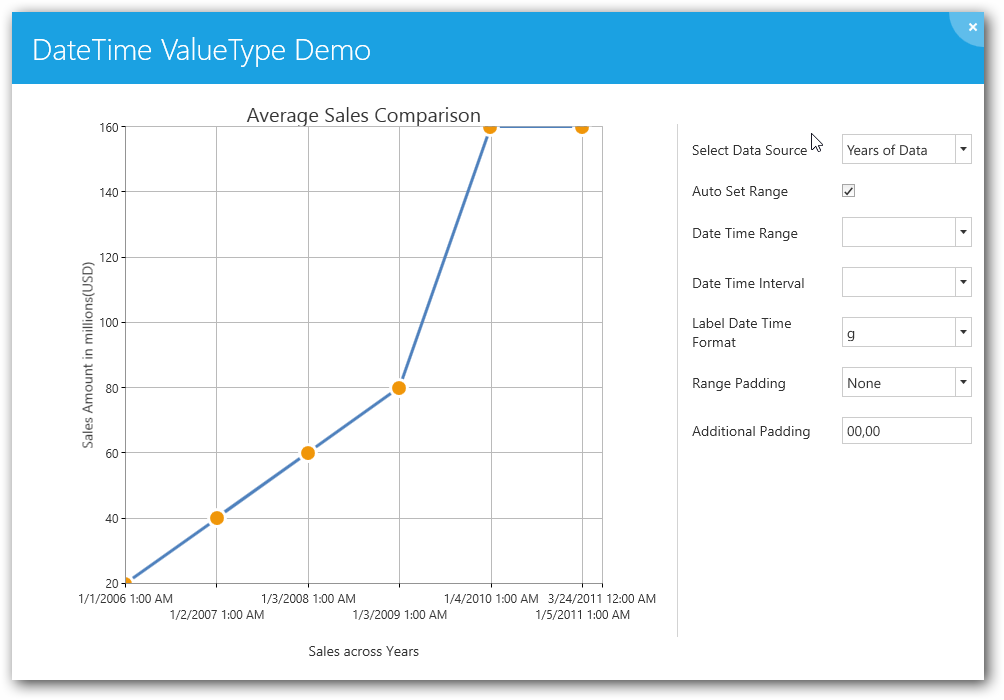 DateTime ValueType Demo
Average Sales Comparison
160
140
120
100
80
60
40
20
Sales Amount in millions(USD)
1/1/2006 1:00 AM
1/3/2008 1:00 AM
1/4/2010 1:00 AM
3/24/2011 12:00 AM
1/2/2007 1:00 AM
1/3/2009 1:00 AM
1/5/2011 1:00 AM
Sales across Years
Select Data Source
Years of Data
Auto Set Range
Date Time Range
Date Time Interval
Label Date Time
Format
g
Range Padding
None
Additional Padding
00,00